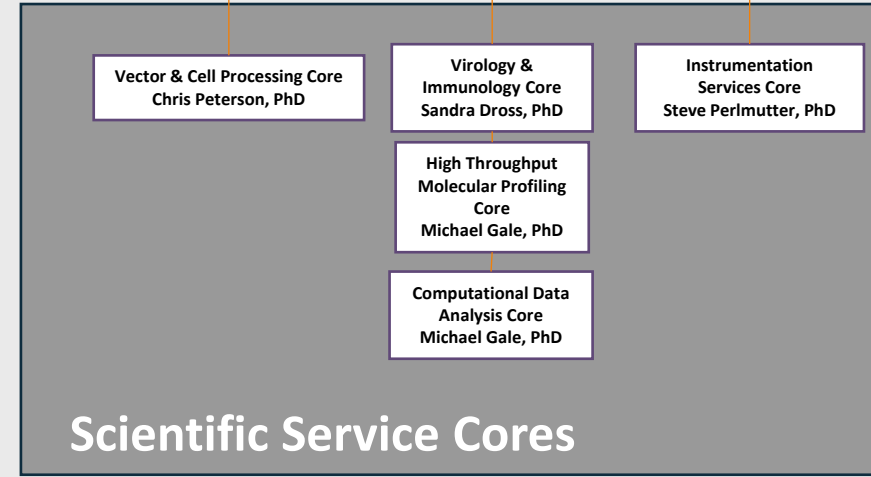 Vector & Cell Processing Core
Chris Peterson, PhD
Virology &
Immunology Core
Sandra Dross, PhD
Instrumentation
Services Core
Steve Perlmutter, PhD
High Throughput
Molecular Profiling
Core
Michael Gale, PhD
Computational Data
Analysis Core
Michael Gale, PhD
Scientific Service Cores